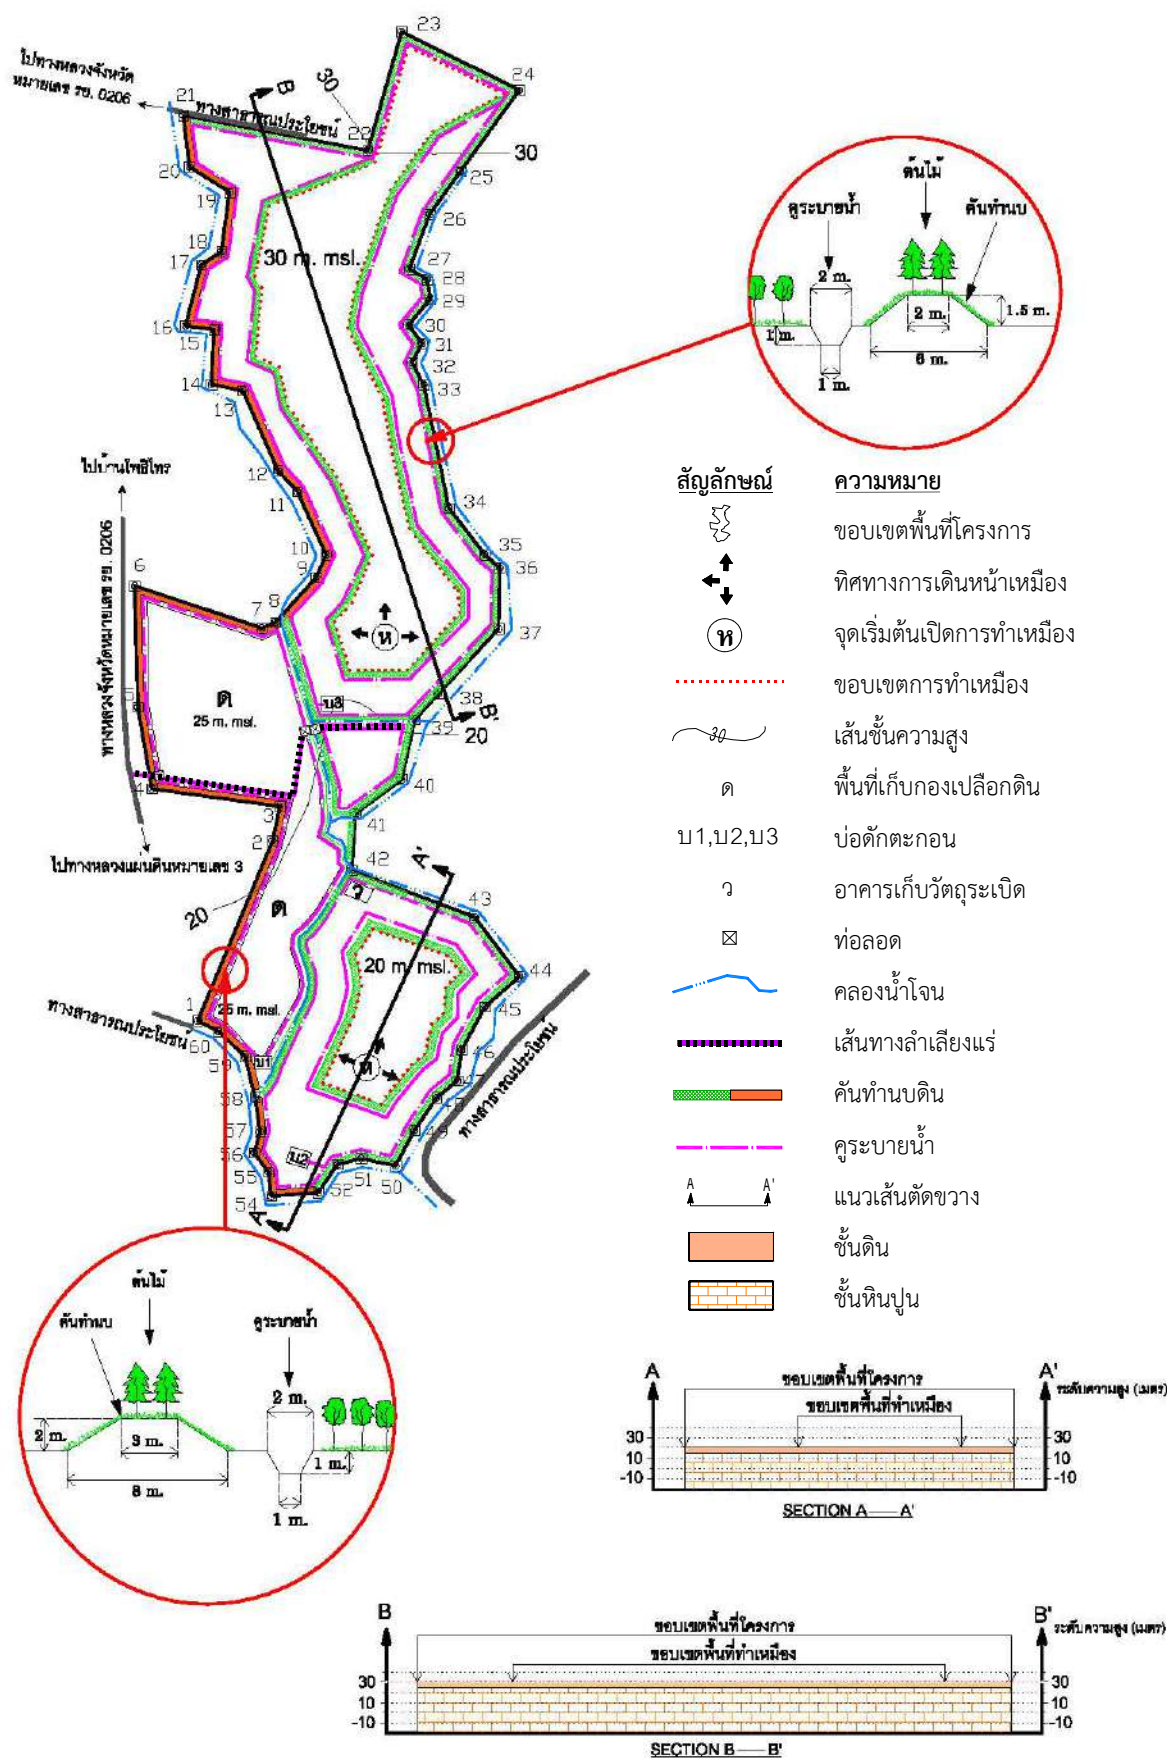 23
ไปทางหลวงจังหวัด
หมายเลข รย. 0206
24
30
B
21
ทางสาธารณประโยชน์
22
30
20
25
19
26
18
17
30 m. msl.
27
28
29
16
15
30
31
32
14
13
33
ต้นไม้
คูระบายน้ำ
คันทำนบ
2 m.
2 m.
1.5 m.
1 m.
6 m.
1 m.
ไปบ้านโพธิ์ไทร
12
11
34
10
35
9
36
6
7
8
ห
37
ทางหลวงจังหวัดหมายเลข รย. 0206
5
ด
25 m. msl.
บ3
38
B'
39
20
4
40
3
41
2
ไปทางหลวงแผ่นดินหมายเลข 3
42
A'
ว
20
ด
43
20 m. msl.
44
1
25 m. msl.
45
ทางสาธารณประโยชน์
60
59
บ1
46
ห
47
58
48
ทางสาธารณประโยชน์
57
49
56
บ2
55
51
50
54
52
A
สัญลักษณ์ ความหมาย
ขอบเขตพื้นที่โครงการ
ทิศทางการเดินหน้าเหมือง
ห จุดเริ่มต้นเปิดการทำเหมือง
ขอบเขตการทำเหมือง
30 เส้นชั้นความสูง
ด พื้นที่เก็บกองเปลือกดิน
บ1,บ2,บ3 บ่อดักตะกอน
ว อาคารเก็บวัตถุระเบิด
ท่อลอด
คลองน้ำโจน
เส้นทางลำเลียงแร่
คันทำนบดิน
คูระบายน้ำ
A A' แนวเส้นตัดขวาง
ชั้นดิน
ชั้นหินปูน
ต้นไม้
คันทำนบ
คูระบายน้ำ
2 m.
2 m.
3 m.
1 m.
8 m.
1 m.
A A'
ขอบเขตพื้นที่โครงการ
ระดับความสูง (เมตร)
ขอบเขตพื้นที่ทำเหมือง
30 30
10 10
-10 -10
SECTION A —— A'
B B'
ขอบเขตพื้นที่โครงการ
ระดับความสูง (เมตร)
ขอบเขตพื้นที่ทำเหมือง
30 30
10 10
-10 -10
SECTION B —— B'